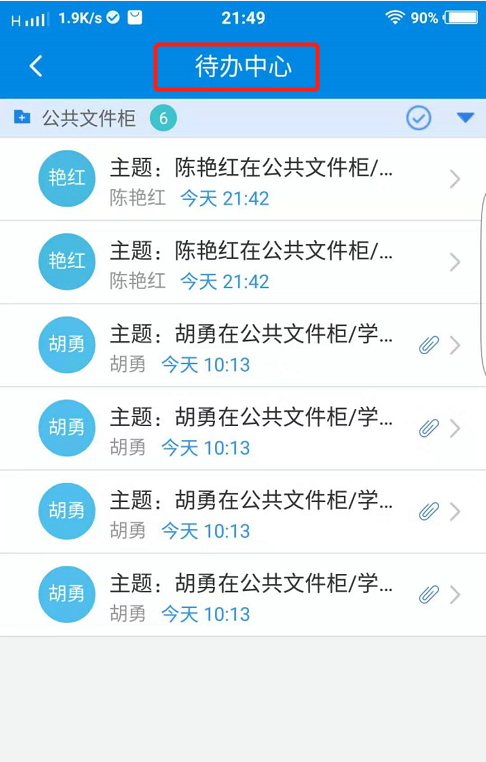 H 1.9K/s 21:49 90%
待办中心
公共文件柜 6
艳红 主题：陈艳红在公共文件柜/...
陈艳红 今天 21:42
艳红 主题：陈艳红在公共文件柜/...
陈艳红 今天 21:42
胡勇 主题：胡勇在公共文件柜/学...
胡勇 今天 10:13
胡勇 主题：胡勇在公共文件柜/学...
胡勇 今天 10:13
胡勇 主题：胡勇在公共文件柜/学...
胡勇 今天 10:13
胡勇 主题：胡勇在公共文件柜/学...
胡勇 今天 10:13